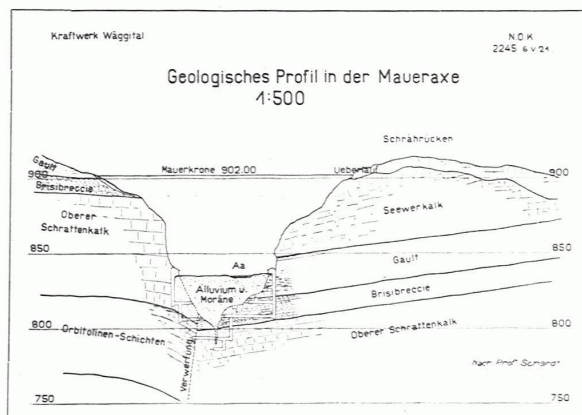 Kraftwerk Wäggital
N.O.K
2245 6.V.21.
Geologisches Profil in der Maueraxe
1:500
Schrährücken
Gault
900
Mauerkrone 902.00
Ueberlauf
900
Brisibreccie
Oberer
Schrattenkalk
Seewerkalk
850
850
Aa
Gault
Alluvium u.
Moräne
Brisibreccie
800
800
Orbitolinen-Schichten
Oberer Schrattenkalk
Verwerfung
Nach Prof. Schardt
750
750